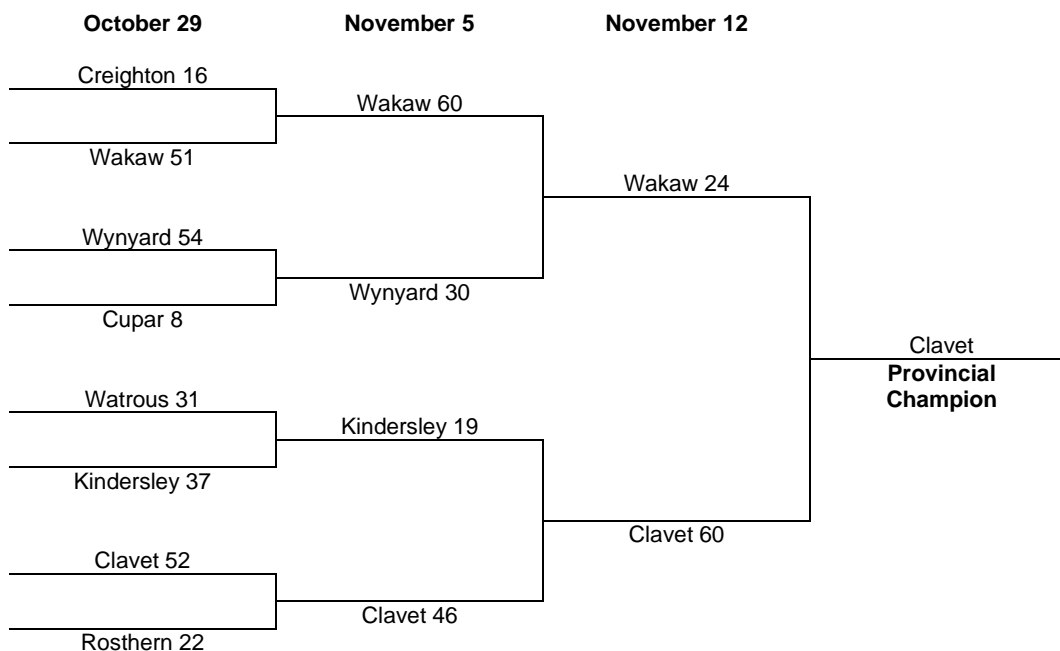 October 29 November 5 November 12
Creighton 16
Wakaw 60
Wakaw 51
Wakaw 24
Wynyard 54
Wynyard 30
Cupar 8
Clavet
Provincial
Champion
Watrous 31
Kindersley 19
Kindersley 37
Clavet 60
Clavet 52
Clavet 46
Rosthern 22